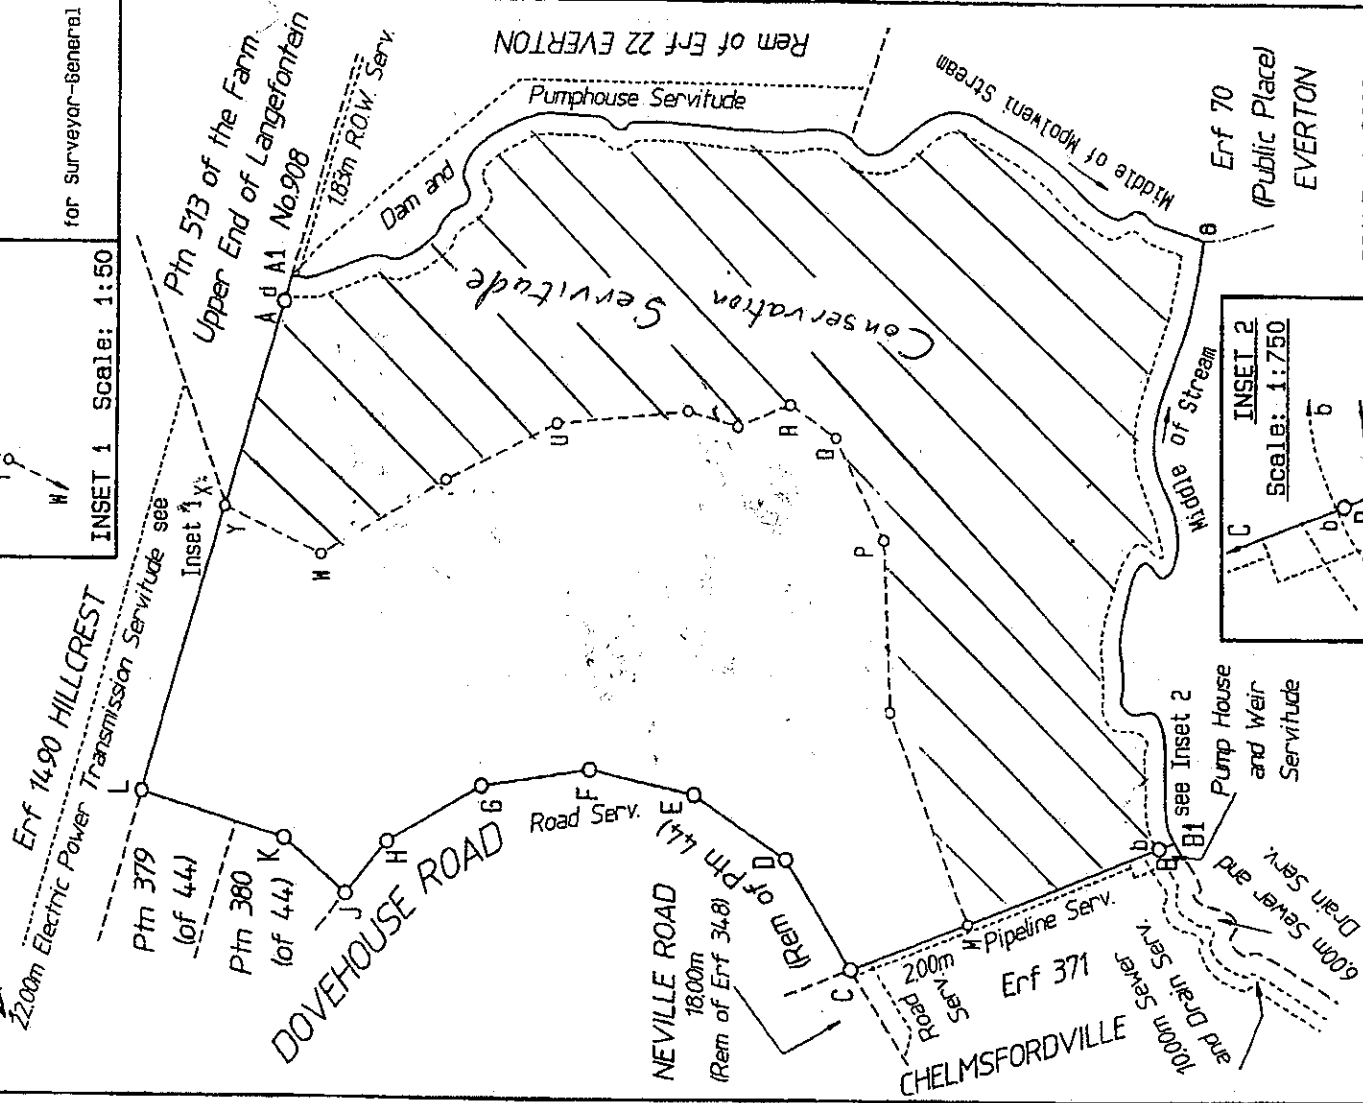 for Surveyor-General
W
INSET 1 Scale: 1:50
Ptn 513 of the Farm
Upper End of Langefontein
No.908
1.83m R.O.W. Serv.
Rem of Erf 22 EVERTON
Pumphouse Servitude
Dam and
Middle of Mpolweni Stream
Erf 70
(Public Place)
EVERTON
Erf 1490 HILLCREST
22.00m Electric Power Transmission Servitude see
Inset 1
X
Y
L
A
d
A1
W
U
R
Q
P
Conservation
Servitude
Ptn 379
(of 44)
Ptn 380
(of 44)
K
J
H
G
F
E
D
C
M
DOVEHOUSE ROAD
Road Serv.
(Rem of Ptn 44)
NEVILLE ROAD
18.00m
(Rem of Erf 348)
Road
Serv.
2.00m Pipeline Serv.
Erf 371
CHELMSFORDVILLE
10.00m Sewer
and Drain Serv.
6.00m Sewer and
Drain Serv.
b
B
B1
see Inset 2
Pump House
and Weir
Servitude
Middle of Stream
a
INSET 2
Scale: 1:750
C
b
b